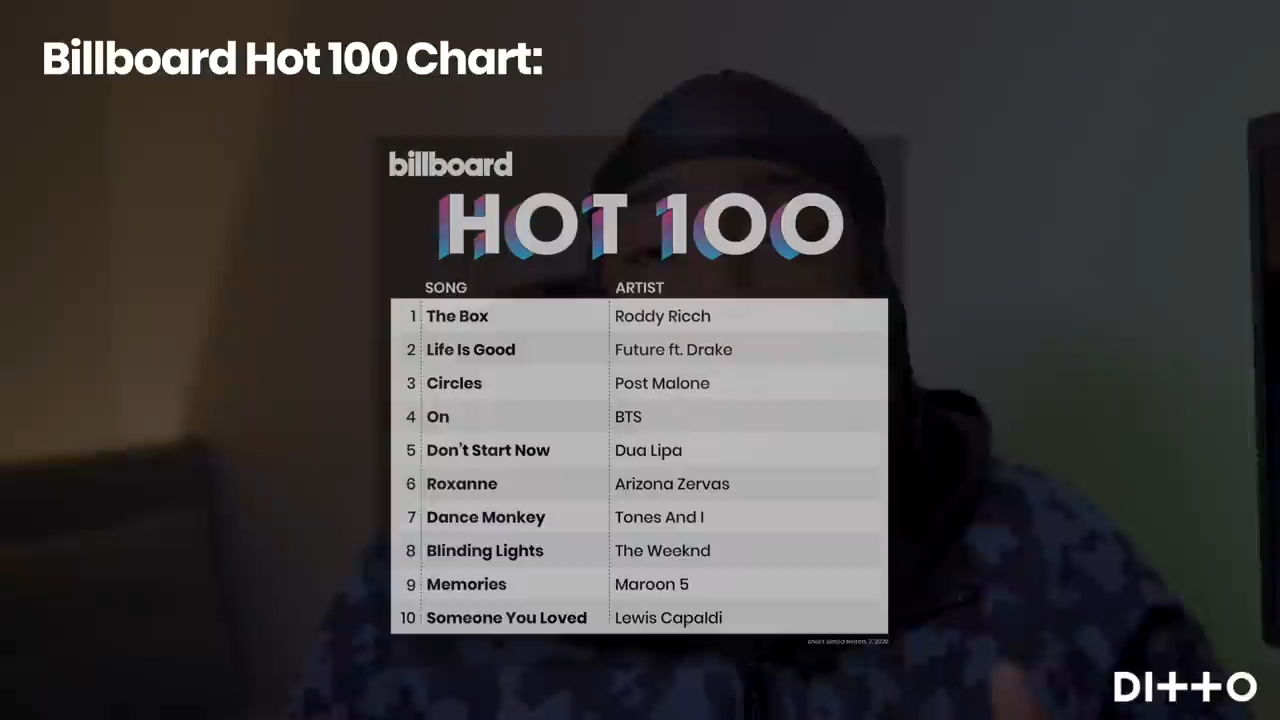 Billboard Hot 100 Chart:
billboard
HOT 100
SONG ARTIST
1 The Box Roddy Ricch
2 Life Is Good Future ft. Drake
3 Circles Post Malone
4 On BTS
5 Don't Start Now Dua Lipa
6 Roxanne Arizona Zervas
7 Dance Monkey Tones And I
8 Blinding Lights The Weeknd
9 Memories Maroon 5
10 Someone You Loved Lewis Capaldi
DITTO